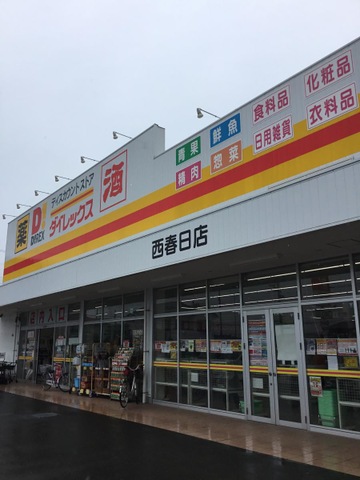 薬
D
DIREX
ディスカウントストア
ダイレックス
酒
青果
鮮魚
精肉
惣菜
食料品
化粧品
日用雑貨
衣料品
西春日店
入口